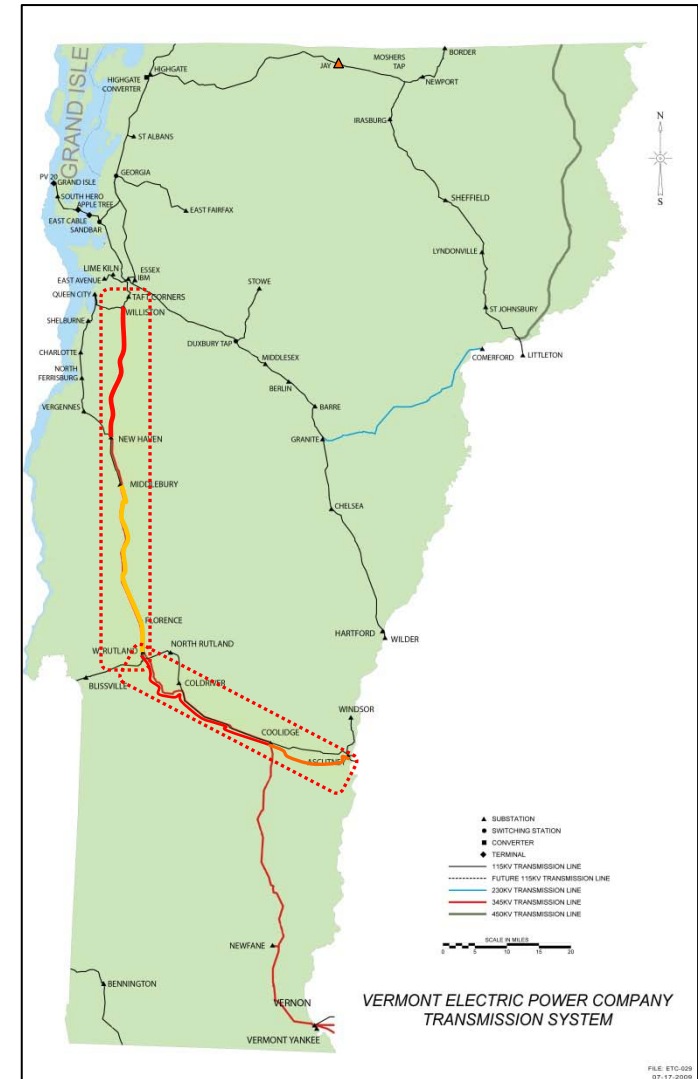 GRAND ISLE
BORDER
MOSHERS
TAP
JAY
HIGHGATE
HIGHGATE
CONVERTER
NEWPORT
IRASBURG
ST ALBANS
GEORGIA
PV 20
GRAND ISLE
SOUTH HERO
APPLE TREE
EAST CABLE
SANDBAR
EAST FAIRFAX
SHEFFIELD
N
S
LYNDONVILLE
LIME KILN
ESSEX
EAST AVENUE
IBM
STOWE
QUEEN CITY
TAFT CORNERS
WILLISTON
ST JOHNSBURY
SHELBURNE
DUXBURY TAP
LITTLETON
COMERFORD
CHARLOTTE
MIDDLESEX
NORTH
FERRISBURG
BERLIN
VERGENNES
BARRE
NEW HAVEN
GRANITE
MIDDLEBURY
CHELSEA
FLORENCE
HARTFORD
WILDER
W.RUTLAND
NORTH RUTLAND
BLISSVILLE
COLDRIVER
WINDSOR
COOLIDGE
ASCUTNEY
SUBSTATION
SWITCHING STATION
CONVERTER
TERMINAL
115KV TRANSMISSION LINE
FUTURE 115KV TRANSMISSION LINE
230KV TRANSMISSION LINE
345KV TRANSMISSION LINE
450KV TRANSMISSION LINE
SCALE IN MILES
0 5 10 15 20
NEWFANE
BENNINGTON
VERNON
VERMONT YANKEE
VERMONT ELECTRIC POWER COMPANY
TRANSMISSION SYSTEM
FILE: ETC-029
07-17-2009